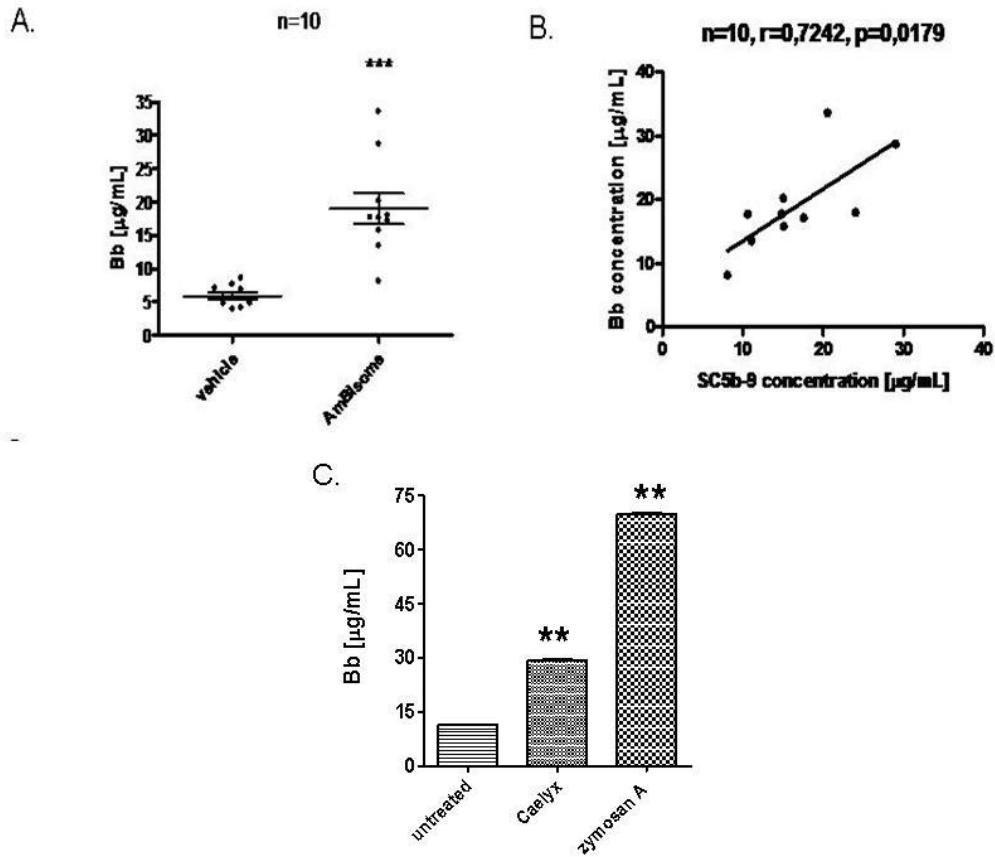 A.
n=10
***
35
30
25
20
15
10
5
0
Bb [µg/mL]
vehicle
AmBisome
B.
n=10, r=0,7242, p=0,0179
40
30
20
10
0
Bb concentration [µg/mL]
0 10 20 30 40
SC5b-9 concentration [µg/mL]
C.
75
60
45
30
15
0
Bb [µg/mL]
**
**
untreated
Caelyx
zymosan A